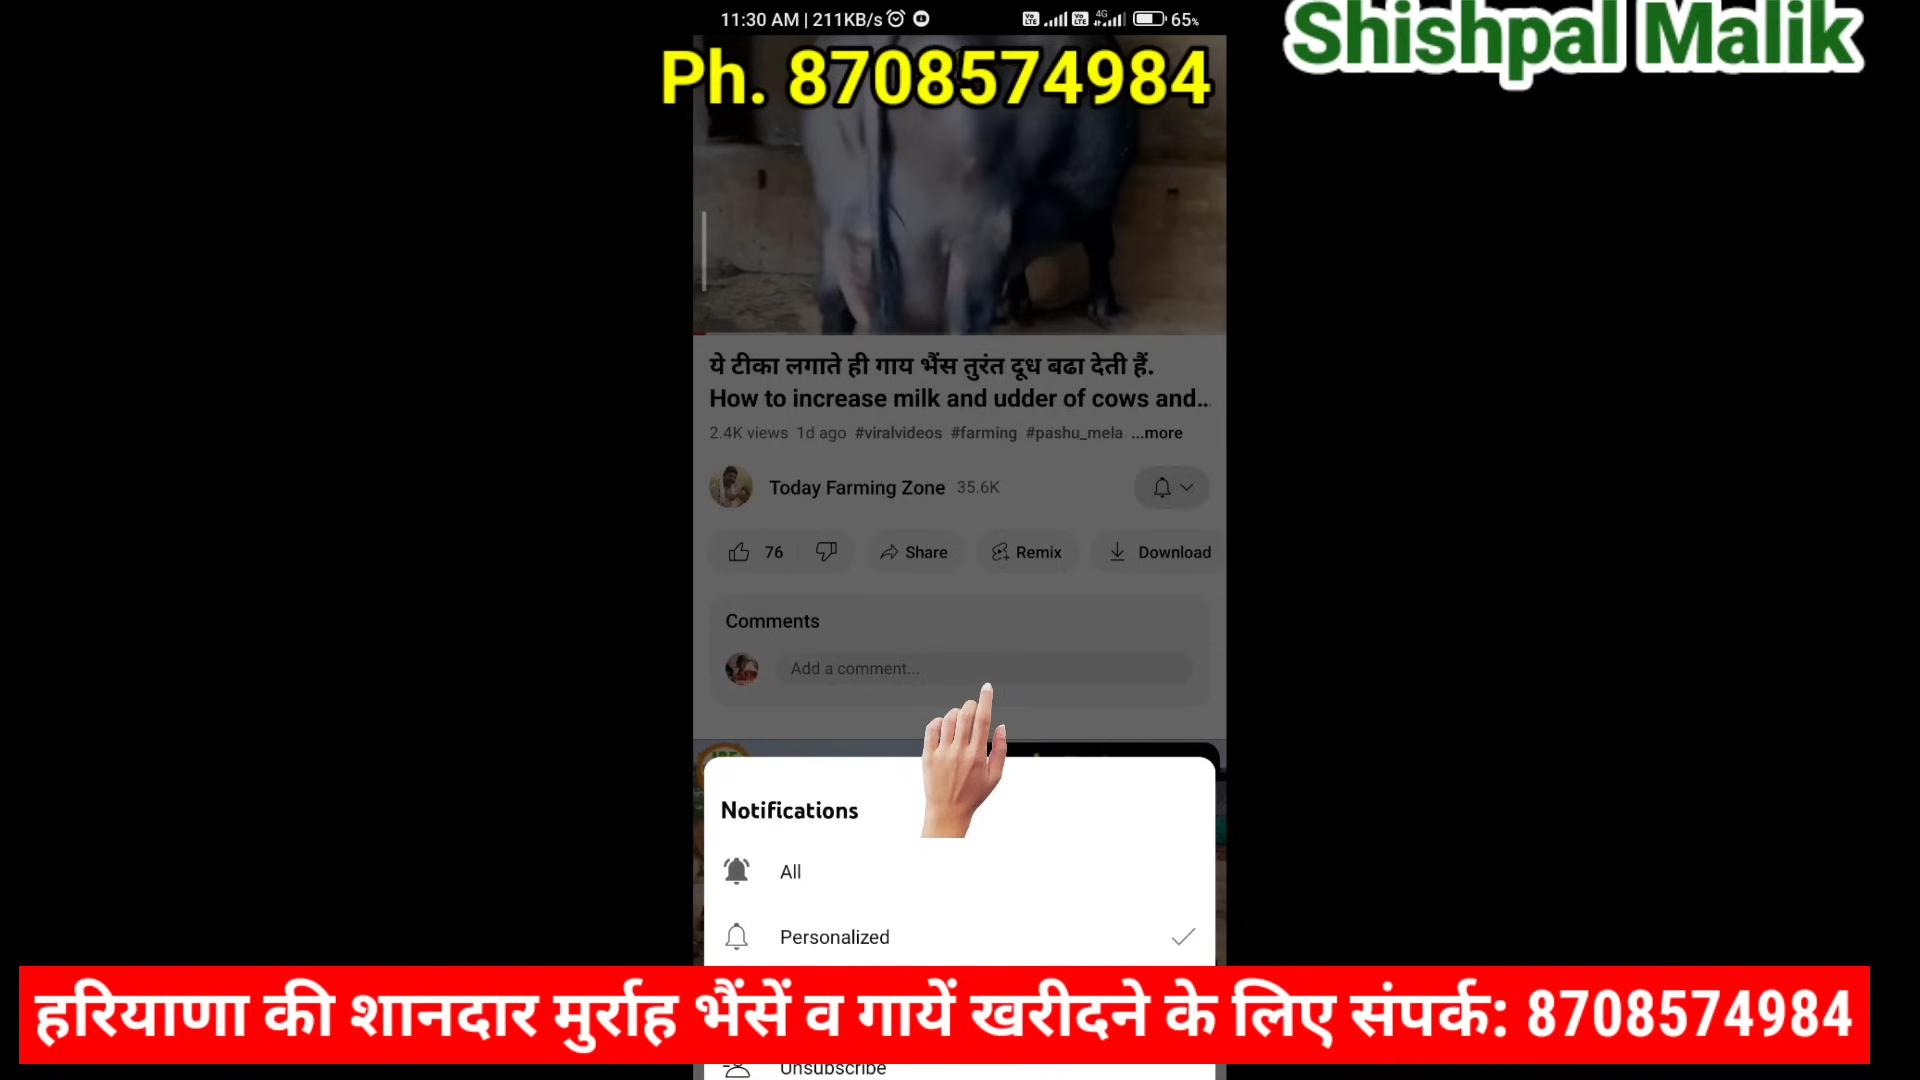 11:30 AM | 211KB/s
4G
65%
Shishpal Malik
Ph. 8708574984
ये टीका लगाते ही गाय भैंस तुरंत दूध बढा देती हैं.
How to increase milk and udder of cows and...
2.4K views 1d ago #viralvideos #farming #pashu_mela ...more
Today Farming Zone 35.6K
76 Share Remix Download
Comments
Add a comment...
Notifications
All
Personalized
हरियाणा की शानदार मुर्राह भैंसें व गायें खरीदने के लिए संपर्क: 8708574984
Unsubscribe